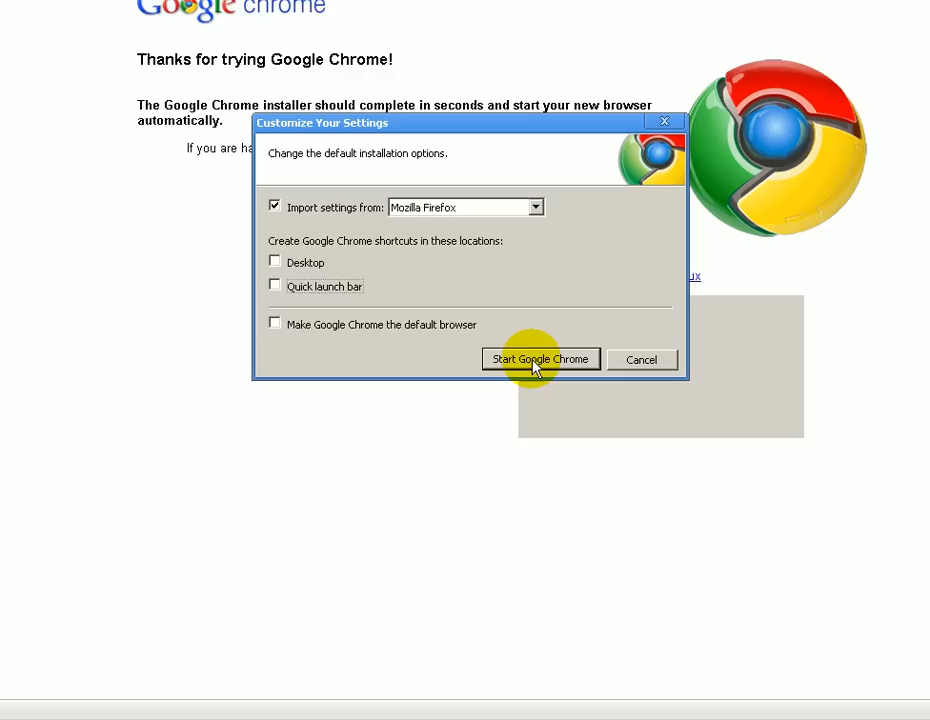 Google chrome
Thanks for trying Google Chrome!
The Google Chrome installer should complete in seconds and start your new browser
automatically.
If you are ha
Customize Your Settings
Change the default installation options.
Import settings from: Mozilla Firefox
Create Google Chrome shortcuts in these locations:
Desktop
ux
Quick launch bar
Make Google Chrome the default browser
Start Google Chrome
Cancel